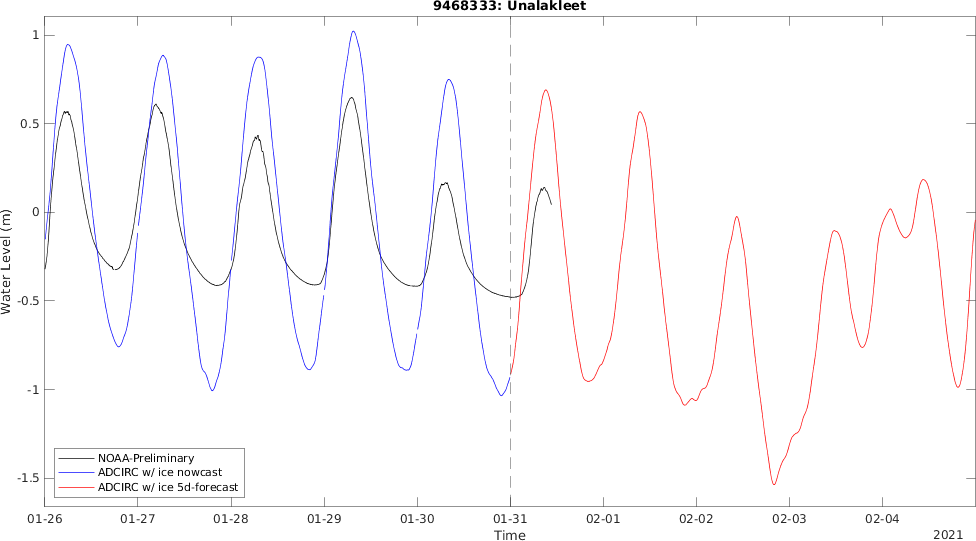 9468333: Unalakleet
1
0.5
0
-0.5
-1
-1.5
Water Level (m)
NOAA-Preliminary
ADCIRC w/ ice nowcast
ADCIRC w/ ice 5d-forecast
01-26 01-27 01-28 01-29 01-30 01-31 02-01 02-02 02-03 02-04
Time
2021